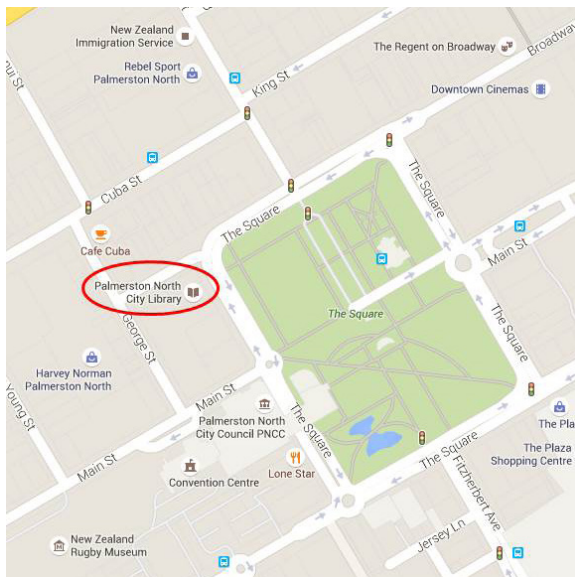 New Zealand
Immigration Service
The Regent on Broadway
Broadway
Rebel Sport
Palmerston North
King St
Downtown Cinemas
Cuba St
The Square
The Square
Cafe Cuba
Main St
Palmerston North
City Library
The Square
The Square
George St
Harvey Norman
Palmerston North
Main St
Young St
Palmerston North
City Council PNCC
The Square
The Pla
The Square
The Plaza
Shopping Centre
Main St
Convention Centre
Lone Star
Fitzherbert Ave
Jersey Ln
New Zealand
Rugby Museum